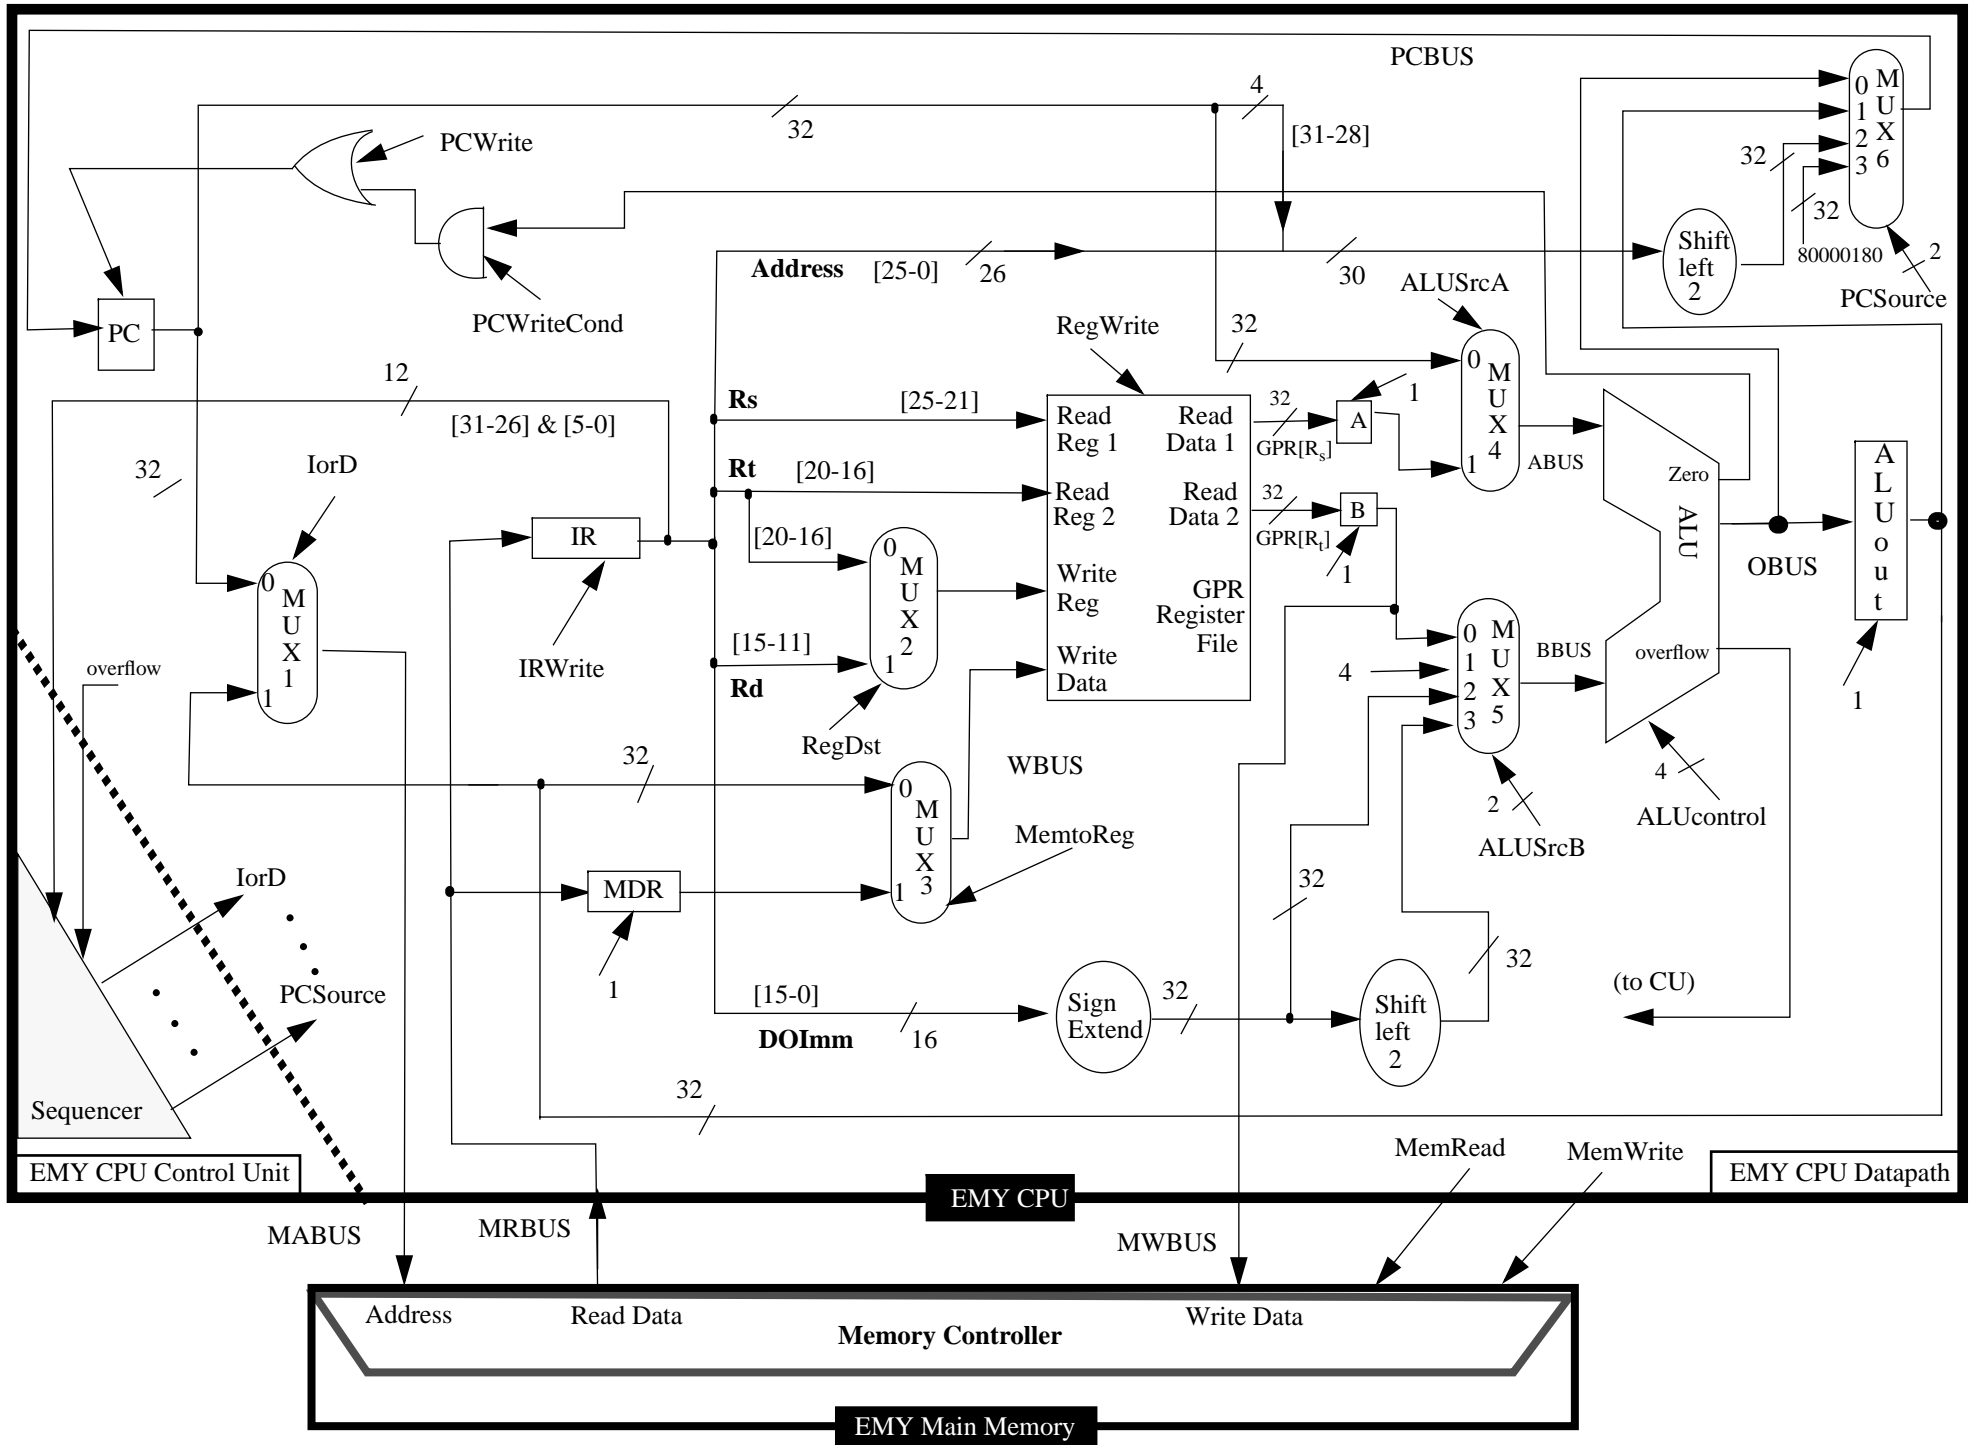 PCBUS
0 M
U
1
X
2
6
3
4
32
[31-28]
PCWrite
32
32
Address [25-0]
26
30
Shift
left
2
80000180
2
PCSource
PC
PCWriteCond
ALUSrcA
RegWrite
32
0
M
U
X
4
1
12
[31-26] & [5-0]
Rs
[25-21]
Read
Reg 1
Read
Data 1
32
GPR[Rs]
1
A
ABUS
Zero
ALU
A
L
U
o
u
t
32
IorD
Rt
[20-16]
Read
Reg 2
Read
Data 2
32
GPR[Rt]
B
1
OBUS
IR
[20-16]
0
M
U
X
2
1
Write
Reg
GPR
Register
File
0
M
U
X
1
1
IRWrite
[15-11]
Rd
Write
Data
0 M
1 U
2 X
3 5
4
BBUS
overflow
1
overflow
RegDst
32
WBUS
0
M
U
X
3
1
MemtoReg
2
ALUSrcB
4
ALUcontrol
IorD
MDR
1
32
32
PCSource
[15-0]
DOImm
16
Sign
Extend
32
Shift
left
2
(to CU)
32
Sequencer
EMY CPU Control Unit
MemRead
MemWrite
EMY CPU Datapath
EMY CPU
MABUS
MRBUS
MWBUS
Address
Read Data
Write Data
Memory Controller
EMY Main Memory